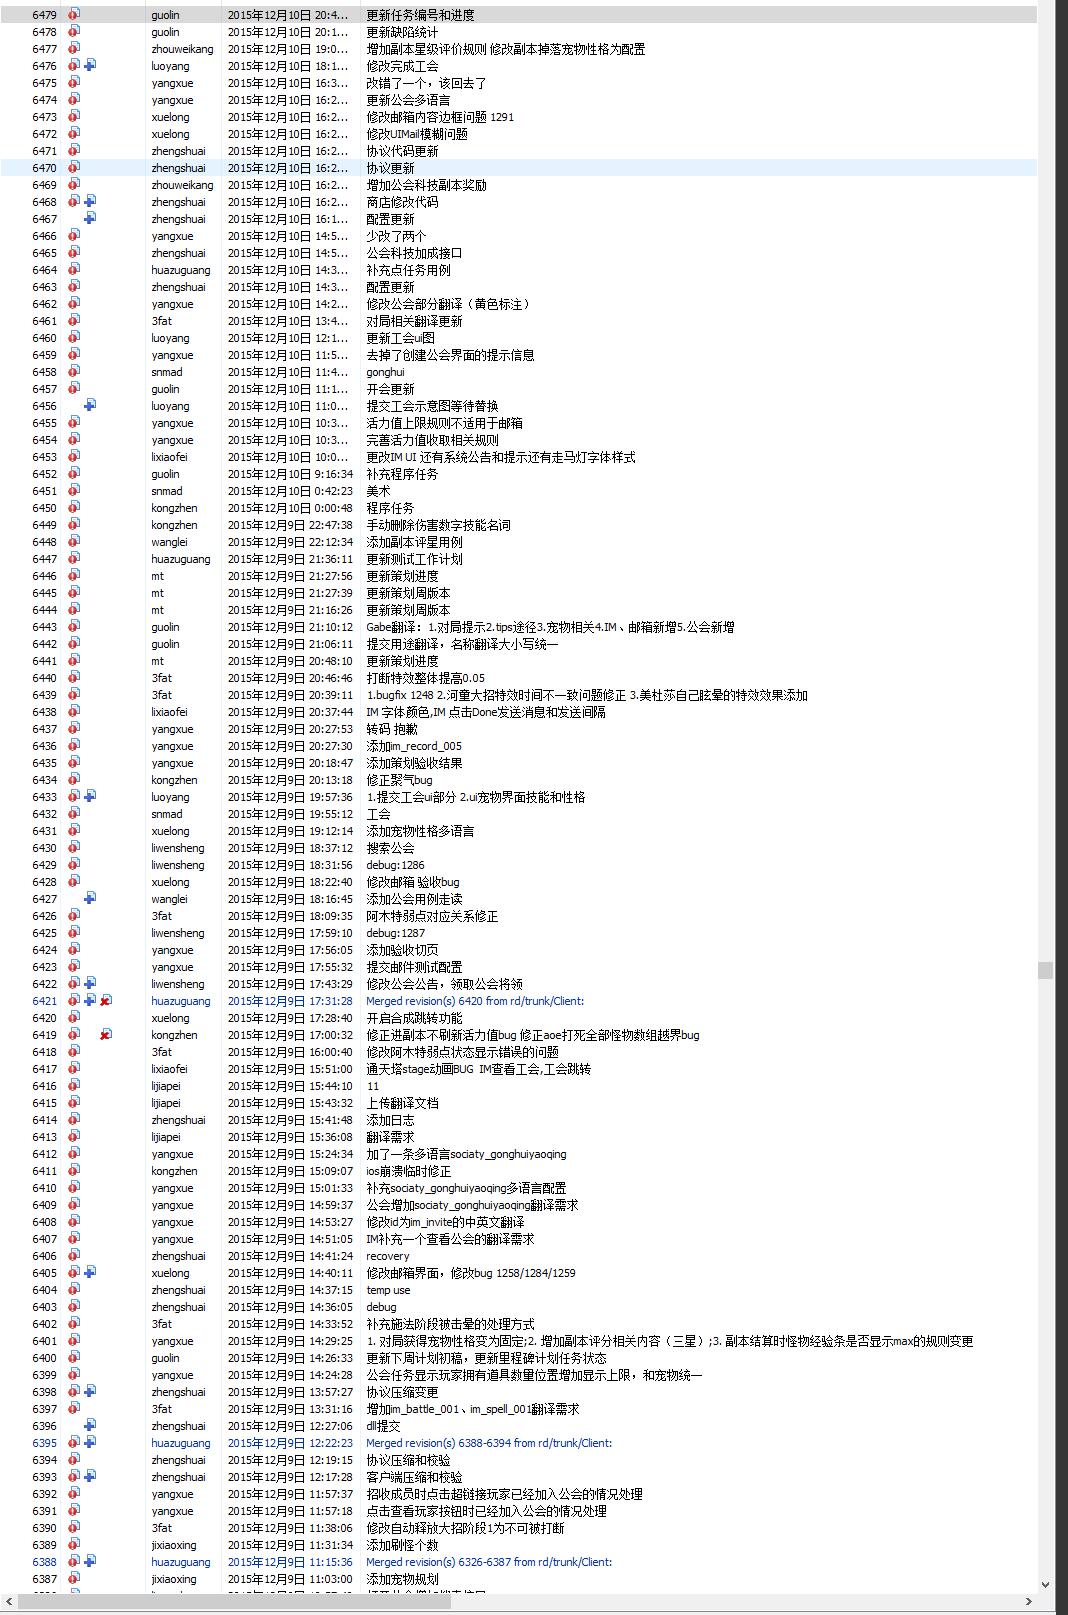 6479 guolin 2015年12月10日 20:4... 更新任务编号和进度
6478 guolin 2015年12月10日 20:1... 更新缺陷统计
6477 zhouweikang 2015年12月10日 19:0... 增加副本星级评价规则 修改副本掉落宠物性格为配置
6476 luoyang 2015年12月10日 18:1... 修改完成工会
6475 yangxue 2015年12月10日 16:3... 改错了一个，该回去了
6474 yangxue 2015年12月10日 16:2... 更新公会多语言
6473 xuelong 2015年12月10日 16:2... 修改邮箱内容边框问题 1291
6472 xuelong 2015年12月10日 16:2... 修改UIMail模糊问题
6471 zhengshuai 2015年12月10日 16:2... 协议代码更新
6470 zhengshuai 2015年12月10日 16:2... 协议更新
6469 zhouweikang 2015年12月10日 16:2... 增加公会科技副本奖励
6468 zhengshuai 2015年12月10日 16:2... 商店修改代码
6467 zhengshuai 2015年12月10日 16:1... 配置更新
6466 yangxue 2015年12月10日 14:5... 少改了两个
6465 zhengshuai 2015年12月10日 14:5... 公会科技加成接口
6464 huazuguang 2015年12月10日 14:3... 补充点任务用例
6463 zhengshuai 2015年12月10日 14:3... 配置更新
6462 yangxue 2015年12月10日 14:2... 修改公会部分翻译（黄色标注）
6461 3fat 2015年12月10日 13:4... 对局相关翻译更新
6460 luoyang 2015年12月10日 12:1... 更新工会ui图
6459 yangxue 2015年12月10日 11:5... 去掉了创建公会界面的提示信息
6458 snmad 2015年12月10日 11:4... gonghui
6457 guolin 2015年12月10日 11:1... 开会更新
6456 luoyang 2015年12月10日 11:0... 提交工会示意图等待替换
6455 yangxue 2015年12月10日 10:3... 活力值上限规则不适用于邮箱
6454 yangxue 2015年12月10日 10:3... 完善活力值收取相关规则
6453 lixiaofei 2015年12月10日 10:0... 更改IM UI 还有系统公告和提示还有走马灯字体样式
6452 guolin 2015年12月10日 9:16:34 补充程序任务
6451 snmad 2015年12月10日 0:42:23 美术
6450 kongzhen 2015年12月10日 0:00:48 程序任务
6449 kongzhen 2015年12月9日 22:47:38 手动删除伤害数字技能名词
6448 wanglei 2015年12月9日 22:12:34 添加副本评星用例
6447 huazuguang 2015年12月9日 21:36:11 更新测试工作计划
6446 mt 2015年12月9日 21:27:56 更新策划进度
6445 mt 2015年12月9日 21:27:39 更新策划周版本
6444 mt 2015年12月9日 21:16:26 更新策划周版本
6443 guolin 2015年12月9日 21:10:12 Gabe翻译：1.对局提示2.tips途径3.宠物相关4.IM、邮箱新增5.公会新增
6442 guolin 2015年12月9日 21:06:11 提交用途翻译，名称翻译大小写统一
6441 mt 2015年12月9日 20:48:10 更新策划进度
6440 3fat 2015年12月9日 20:46:46 打断特效整体提高0.05
6439 3fat 2015年12月9日 20:39:11 1.bugfix 1248 2.河童大招特效时间不一致问题修正 3.美杜莎自己眩晕的特效效果添加
6438 lixiaofei 2015年12月9日 20:37:44 IM 字体颜色,IM 点击Done发送消息和发送间隔
6437 yangxue 2015年12月9日 20:27:53 转码 抱歉
6436 yangxue 2015年12月9日 20:27:30 添加im_record_005
6435 yangxue 2015年12月9日 20:18:47 添加策划验收结果
6434 kongzhen 2015年12月9日 20:13:18 修正聚气bug
6433 luoyang 2015年12月9日 19:57:36 1.提交工会ui部分 2.ui宠物界面技能和性格
6432 snmad 2015年12月9日 19:55:12 工会
6431 xuelong 2015年12月9日 19:12:14 添加宠物性格多语言
6430 liwensheng 2015年12月9日 18:37:12 搜索公会
6429 liwensheng 2015年12月9日 18:31:56 debug:1286
6428 xuelong 2015年12月9日 18:22:40 修改邮箱 验收bug
6427 wanglei 2015年12月9日 18:16:45 添加公会用例走读
6426 3fat 2015年12月9日 18:09:35 阿木特弱点对应关系修正
6425 liwensheng 2015年12月9日 17:59:10 debug:1287
6424 yangxue 2015年12月9日 17:56:05 添加验收切页
6423 yangxue 2015年12月9日 17:55:32 提交邮件测试配置
6422 liwensheng 2015年12月9日 17:43:29 修改公会公告，领取公会将领
6421 huazuguang 2015年12月9日 17:31:28 Merged revision(s) 6420 from rd/trunk/Client:
6420 xuelong 2015年12月9日 17:28:40 开启合成跳转功能
6419 kongzhen 2015年12月9日 17:00:32 修正进副本不刷新活力值bug 修正aoe打死全部怪物数组越界bug
6418 3fat 2015年12月9日 16:00:40 修改阿木特弱点状态显示错误的问题
6417 lixiaofei 2015年12月9日 15:51:00 通天塔stage动画BUG IM查看工会,工会跳转
6416 lijiapei 2015年12月9日 15:44:10 11
6415 lijiapei 2015年12月9日 15:43:32 上传翻译文档
6414 zhengshuai 2015年12月9日 15:41:48 添加日志
6413 lijiapei 2015年12月9日 15:36:08 翻译需求
6412 yangxue 2015年12月9日 15:24:34 加了一条多语言sociaty_gonghuiyaoqing
6411 kongzhen 2015年12月9日 15:09:07 ios崩溃临时修正
6410 yangxue 2015年12月9日 15:01:33 补充sociaty_gonghuiyaoqing多语言配置
6409 yangxue 2015年12月9日 14:59:37 公会增加sociaty_gonghuiyaoqing翻译需求
6408 yangxue 2015年12月9日 14:53:27 修改id为im_invite的中英文翻译
6407 yangxue 2015年12月9日 14:51:05 IM补充一个查看公会的翻译需求
6406 zhengshuai 2015年12月9日 14:41:24 recovery
6405 xuelong 2015年12月9日 14:40:11 修改邮箱界面，修改bug 1258/1284/1259
6404 zhengshuai 2015年12月9日 14:37:15 temp use
6403 zhengshuai 2015年12月9日 14:36:05 debug
6402 3fat 2015年12月9日 14:33:52 补充施法阶段被击晕的处理方式
6401 yangxue 2015年12月9日 14:29:25 1. 对局获得宠物性格变为固定;2. 增加副本评分相关内容（三星）;3. 副本结算时怪物经验条是否显示max的规则变更
6400 guolin 2015年12月9日 14:26:33 更新下周计划初稿，更新里程碑计划任务状态
6399 yangxue 2015年12月9日 14:24:28 公会任务显示玩家拥有道具数量位置增加显示上限，和宠物统一
6398 zhengshuai 2015年12月9日 13:57:27 协议压缩变更
6397 3fat 2015年12月9日 13:31:16 增加im_battle_001、im_spell_001翻译需求
6396 zhengshuai 2015年12月9日 12:27:06 dll提交
6395 huazuguang 2015年12月9日 12:22:23 Merged revision(s) 6388-6394 from rd/trunk/Client:
6394 zhengshuai 2015年12月9日 12:19:15 协议压缩和校验
6393 zhengshuai 2015年12月9日 12:17:28 客户端压缩和校验
6392 yangxue 2015年12月9日 11:57:37 招收成员时点击超链接玩家已经加入公会的情况处理
6391 yangxue 2015年12月9日 11:57:18 点击查看玩家按钮时已经加入公会的情况处理
6390 3fat 2015年12月9日 11:38:06 修改自动释放大招阶段1为不可被打断
6389 jixiaoxing 2015年12月9日 11:31:34 添加刷怪个数
6388 huazuguang 2015年12月9日 11:15:36 Merged revision(s) 6326-6387 from rd/trunk/Client:
6387 jixiaoxing 2015年12月9日 11:03:00 添加宠物规划